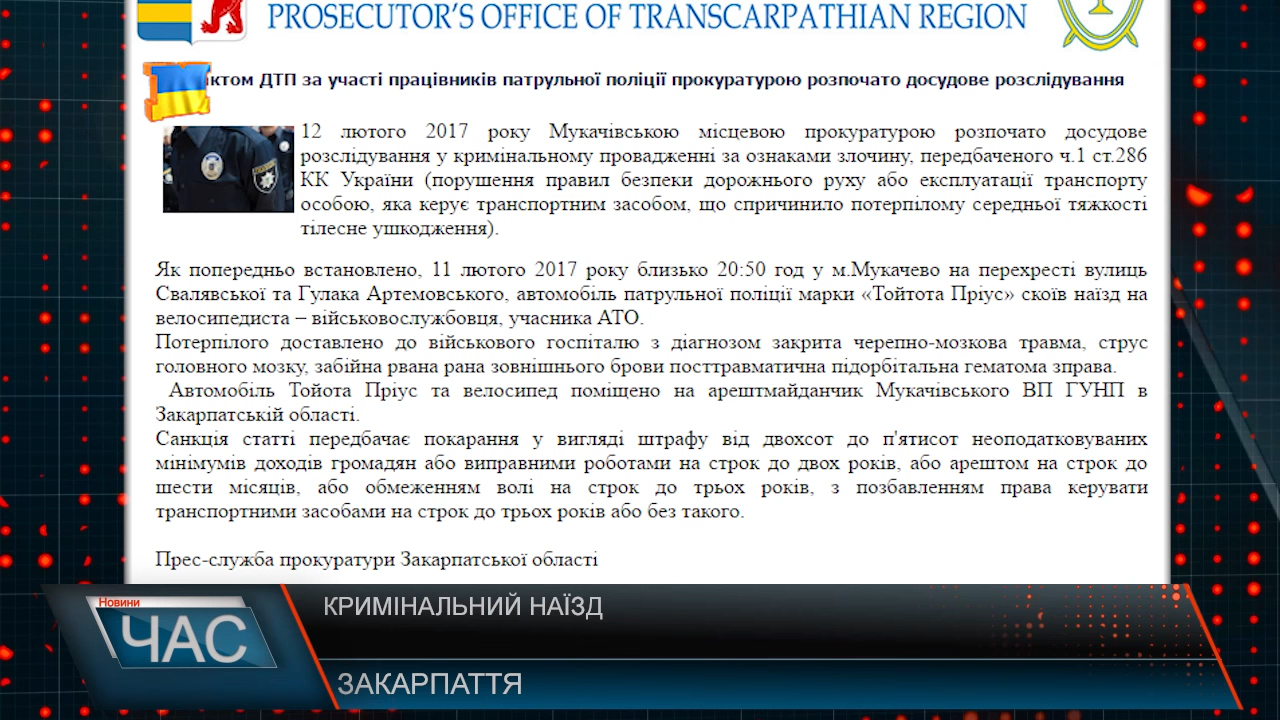 PROSECUTOR'S OFFICE OF TRANSCARPATHIAN REGION
ДТП за участі працівників патрульної поліції прокуратурою розпочато досудове розслідування
12 лютого 2017 року Мукачівською місцевою прокуратурою розпочато досудове
розслідування у кримінальному провадженні за ознаками злочину, передбаченого ч.1 ст.286
КК України (порушення правил безпеки дорожнього руху або експлуатації транспорту
особою, яка керує транспортним засобом, що спричинило потерпілому середньої тяжкості
тілесне ушкодження).
Як попередньо встановлено, 11 лютого 2017 року близько 20:50 год у м.Мукачево на перехресті вулиць
Свалявської та Гулака Артемовського, автомобіль патрульної поліції марки «Тойтота Пріус» скоїв наїзд на
велосипедиста – військовослужбовця, учасника АТО.
Потерпілого доставлено до військового госпіталю з діагнозом закрита черепно-мозкова травма, струс
головного мозку, забійна рвана рана зовнішнього брови посттравматична підорбітальна гематома зправа.
Автомобіль Тойота Пріус та велосипед поміщено на арештмайданчик Мукачівського ВП ГУНП в
Закарпатській області.
Санкція статті передбачає покарання у вигляді штрафу від двохсот до п'ятисот неоподатковуваних
мінімумів доходів громадян або виправними роботами на строк до двох років, або арештом на строк до
шести місяців, або обмеженням волі на строк до трьох років, з позбавленням права керувати
транспортними засобами на строк до трьох років або без такого.
Прес-служба прокуратури Закарпатської області
Новини
ЧАС
КРИМІНАЛЬНИЙ НАЇЗД
ЗАКАРПАТТЯ